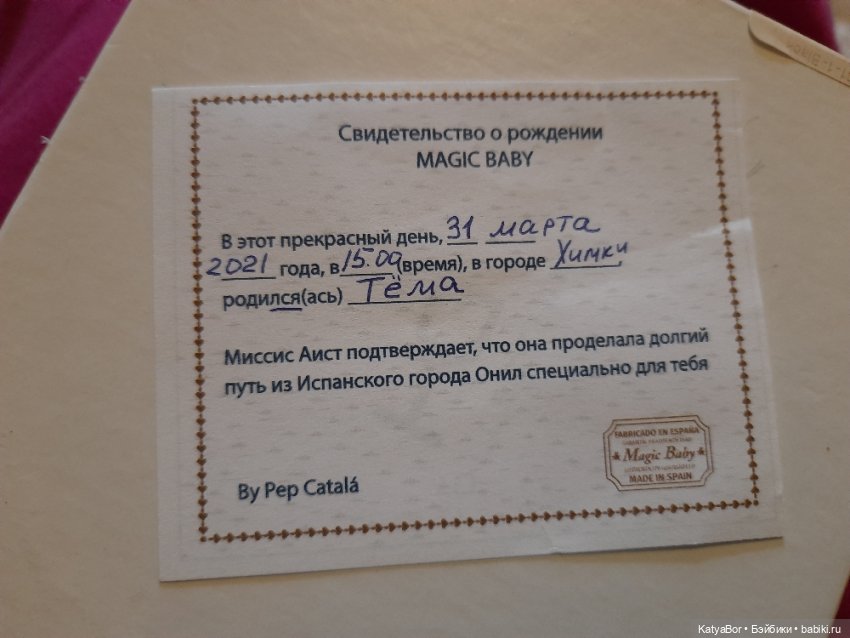 Свидетельство о рождении
MAGIC BABY
В этот прекрасный день, 31 марта
2021 года, в 15.00 (время), в городе Химки
родился(ась) Тёма
Миссис Аист подтверждает, что она проделала долгий
путь из Испанского города Онил специально для тебя
By Pep Catalá
FABRICADO EN ESPAÑA
Magic Baby
MADE IN SPAIN
KatyaBor • Бэйбики • babiki.ru